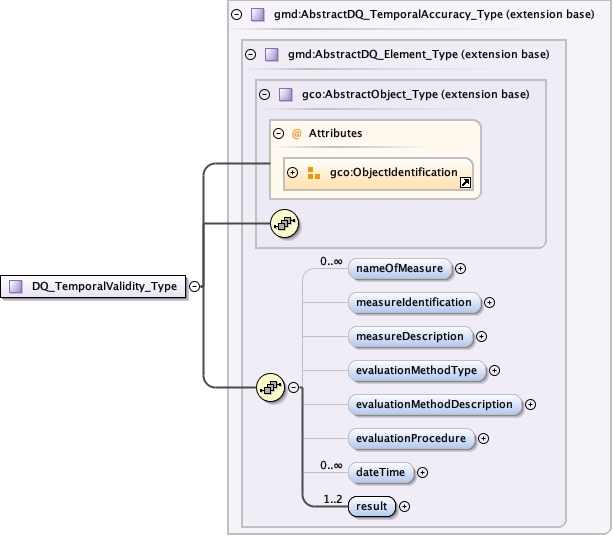 gmd:AbstractDQ_TemporalAccuracy_Type (extension base)
gmd:AbstractDQ_Element_Type (extension base)
gco:AbstractObject_Type (extension base)
@ Attributes
gco:ObjectIdentification
DQ_TemporalValidity_Type
0..∞
nameOfMeasure
measureIdentification
measureDescription
evaluationMethodType
evaluationMethodDescription
evaluationProcedure
0..∞
dateTime
1..2
result